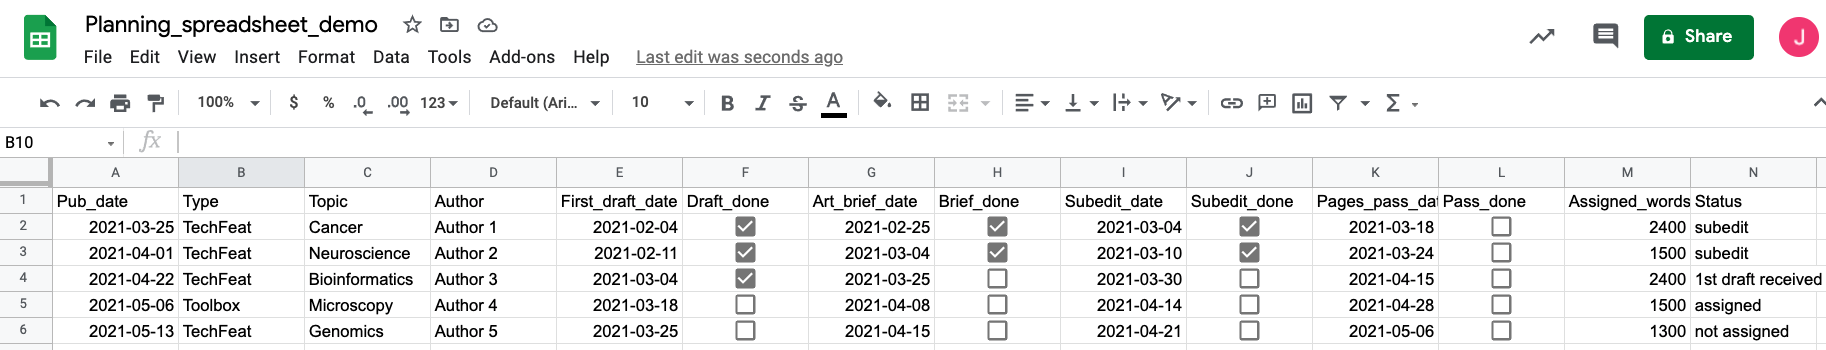 Planning_spreadsheet_demo
File Edit View Insert Format Data Tools Add-ons Help Last edit was seconds ago
Share J
100% $ % .0 .00 123 Default (Ari... 10 B I S A Σ
B10 fx
A B C D E F G H I J K L M N
1 Pub_date Type Topic Author First_draft_date Draft_done Art_brief_date Brief_done Subedit_date Subedit_done Pages_pass_dat Pass_done Assigned_words Status
2 2021-03-25 TechFeat Cancer Author 1 2021-02-04 2021-02-25 2021-03-04 2021-03-18 2400 subedit
3 2021-04-01 TechFeat Neuroscience Author 2 2021-02-11 2021-03-04 2021-03-10 2021-03-24 1500 subedit
4 2021-04-22 TechFeat Bioinformatics Author 3 2021-03-04 2021-03-25 2021-03-30 2021-04-15 2400 1st draft received
5 2021-05-06 Toolbox Microscopy Author 4 2021-03-18 2021-04-08 2021-04-14 2021-04-28 1500 assigned
6 2021-05-13 TechFeat Genomics Author 5 2021-03-25 2021-04-15 2021-04-21 2021-05-06 1300 not assigned